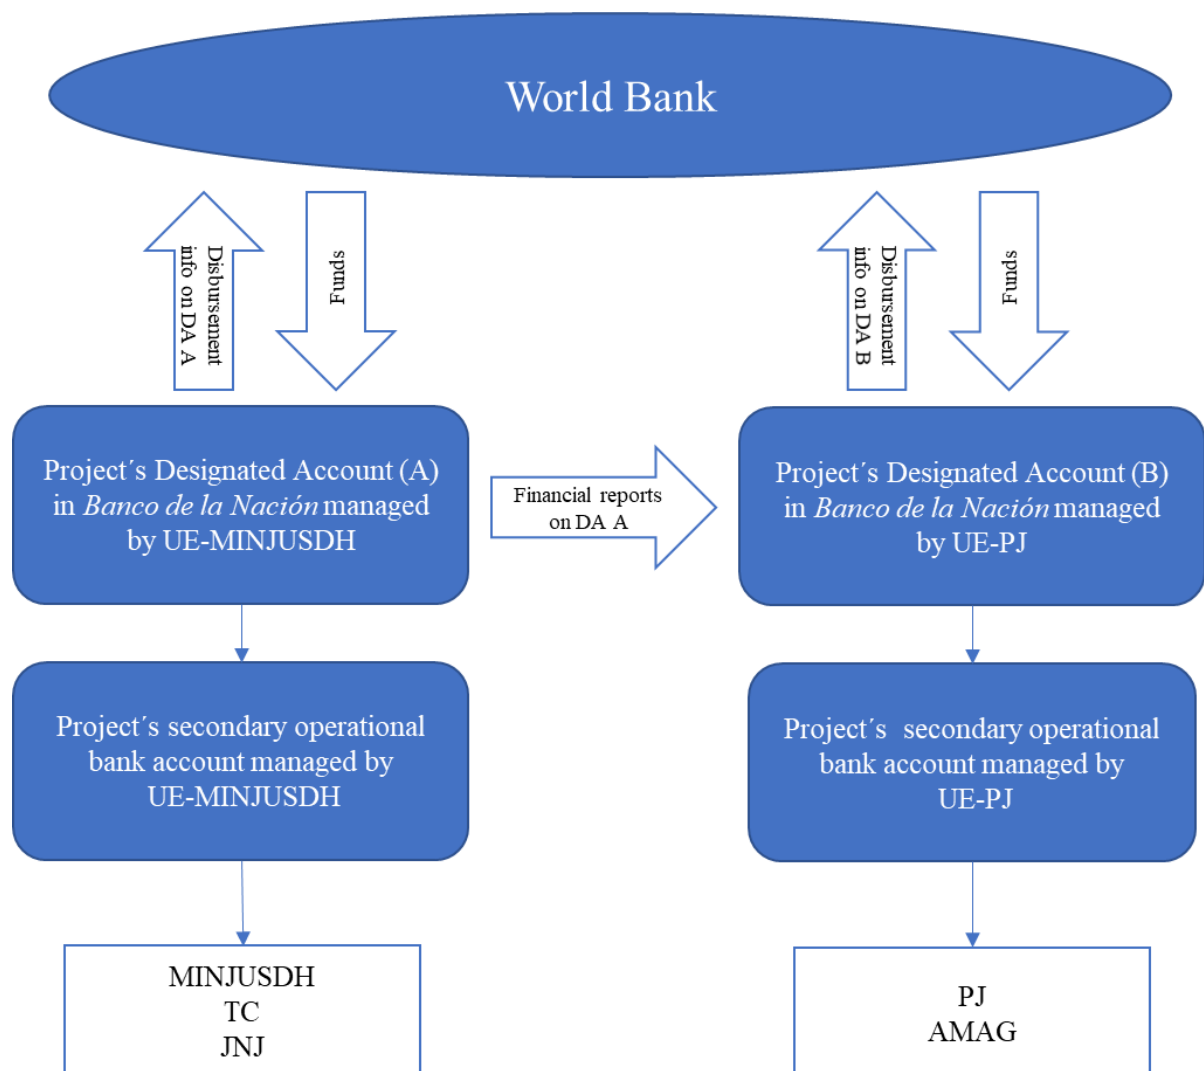 World Bank
Disbursement
info on DA A
Funds
Disbursement
info on DA B
Funds
Project´s Designated Account (A)
in Banco de la Nación managed
by UE-MINJUSDH
Financial reports
on DA A
Project´s Designated Account (B)
in Banco de la Nación managed
by UE-PJ
Project´s secondary operational
bank account managed by
UE-MINJUSDH
Project´s secondary operational
bank account managed by
UE-PJ
MINJUSDH
TC
JNJ
PJ
AMAG